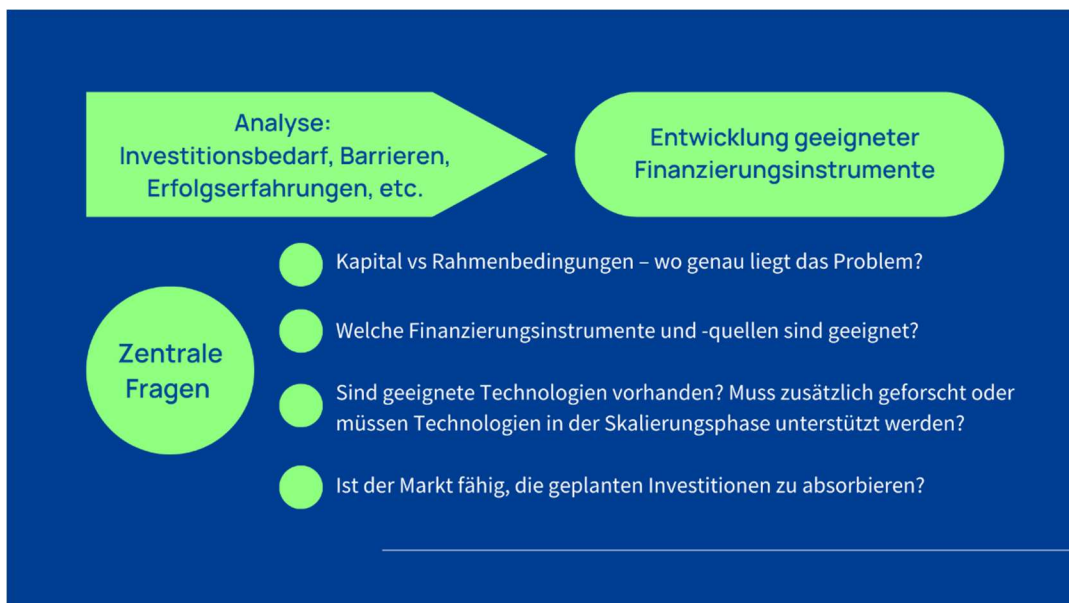 Analyse:
Investitionsbedarf, Barrieren,
Erfolgserfahrungen, etc.
Entwicklung geeigneter
Finanzierungsinstrumente
Zentrale
Fragen
Kapital vs Rahmenbedingungen – wo genau liegt das Problem?
Welche Finanzierungsinstrumente und -quellen sind geeignet?
Sind geeignete Technologien vorhanden? Muss zusätzlich geforscht oder
müssen Technologien in der Skalierungsphase unterstützt werden?
Ist der Markt fähig, die geplanten Investitionen zu absorbieren?